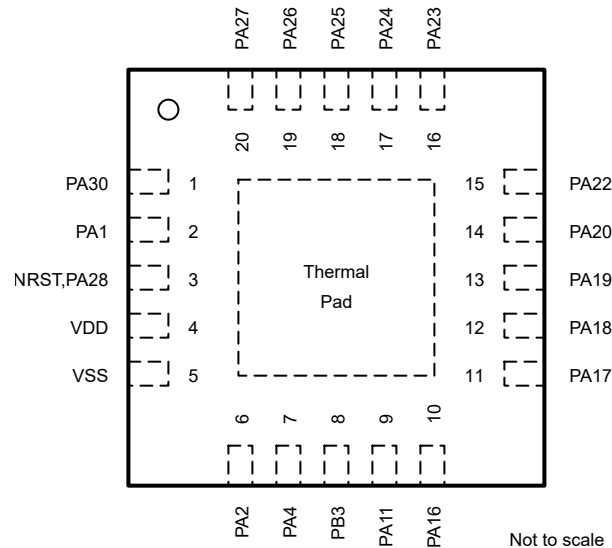 PA27
PA26
PA25
PA24
PA23
20
19
18
17
16
PA30
1
15
PA22
PA1
2
14
PA20
NRST,PA28
3
Thermal
Pad
13
PA19
VDD
4
12
PA18
VSS
5
11
PA17
6
7
8
9
10
PA2
PA4
PB3
PA11
PA16
Not to scale